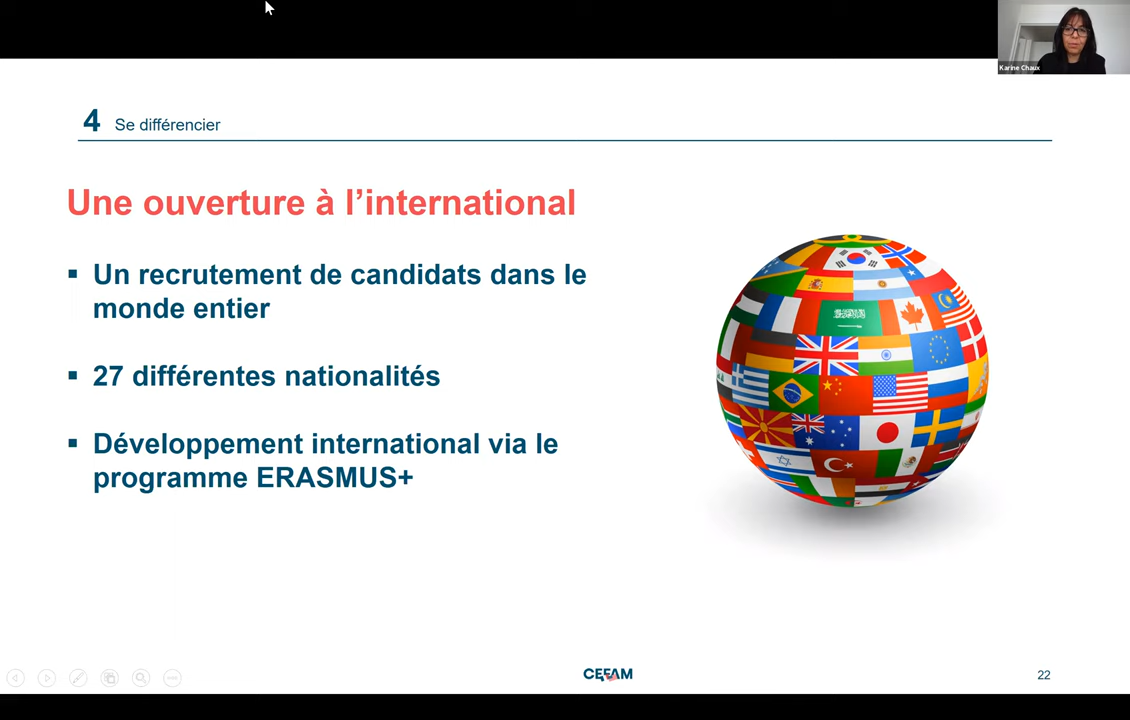 Karine Chaux
4 Se différencier
Une ouverture à l’international
▪ Un recrutement de candidats dans le
monde entier
▪ 27 différentes nationalités
▪ Développement international via le
programme ERASMUS+
CEFAM
22